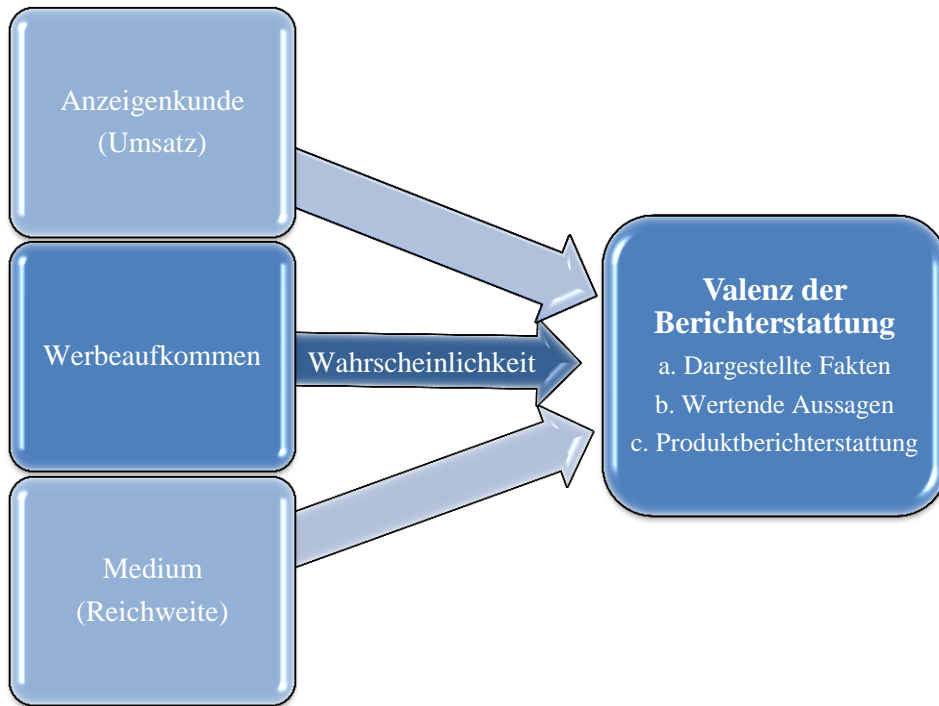 Anzeigenkunde
(Umsatz)
Werbeaufkommen
Medium
(Reichweite)
Wahrscheinlichkeit
Valenz der
Berichterstattung
a. Dargestellte Fakten
b. Wertende Aussagen
c. Produktberichterstattung